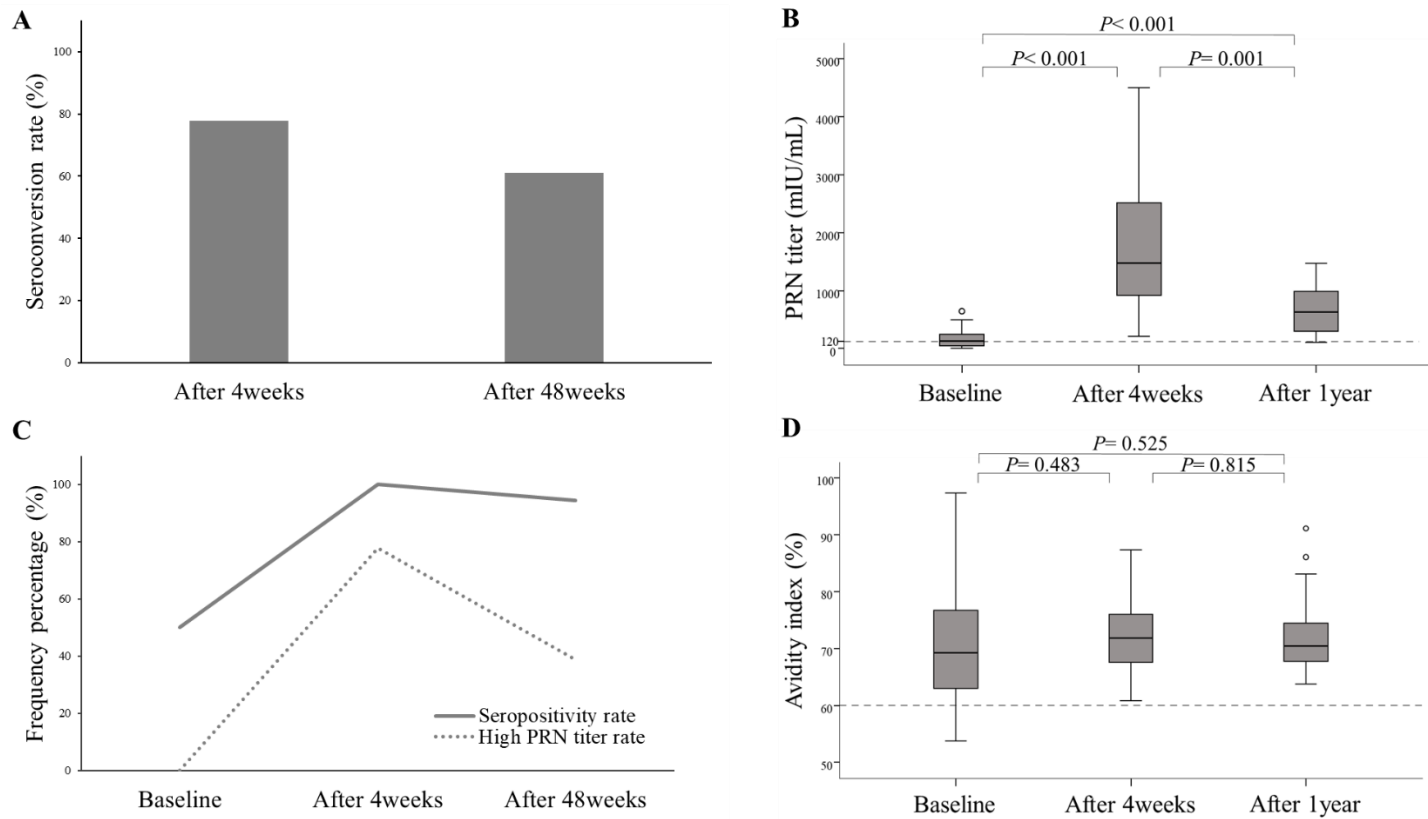 A
Seroconversion rate (%)
100
80
60
40
20
0
After 4weeks
After 48weeks
B
P< 0.001
P< 0.001
P= 0.001
PRN titer (mIU/mL)
5000
4000
3000
2000
1000
120
0
Baseline
After 4weeks
After 1year
C
Frequency percentage (%)
100
80
60
40
20
0
Seropositivity rate
High PRN titer rate
Baseline
After 4weeks
After 48weeks
D
P= 0.525
P= 0.483
P= 0.815
Avidity index (%)
100
90
80
70
60
50
Baseline
After 4weeks
After 1year